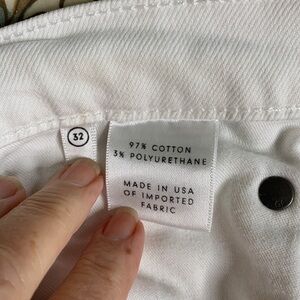 32
97% COTTON
3% POLYURETHANE
MADE IN USA
OF IMPORTED
FABRIC